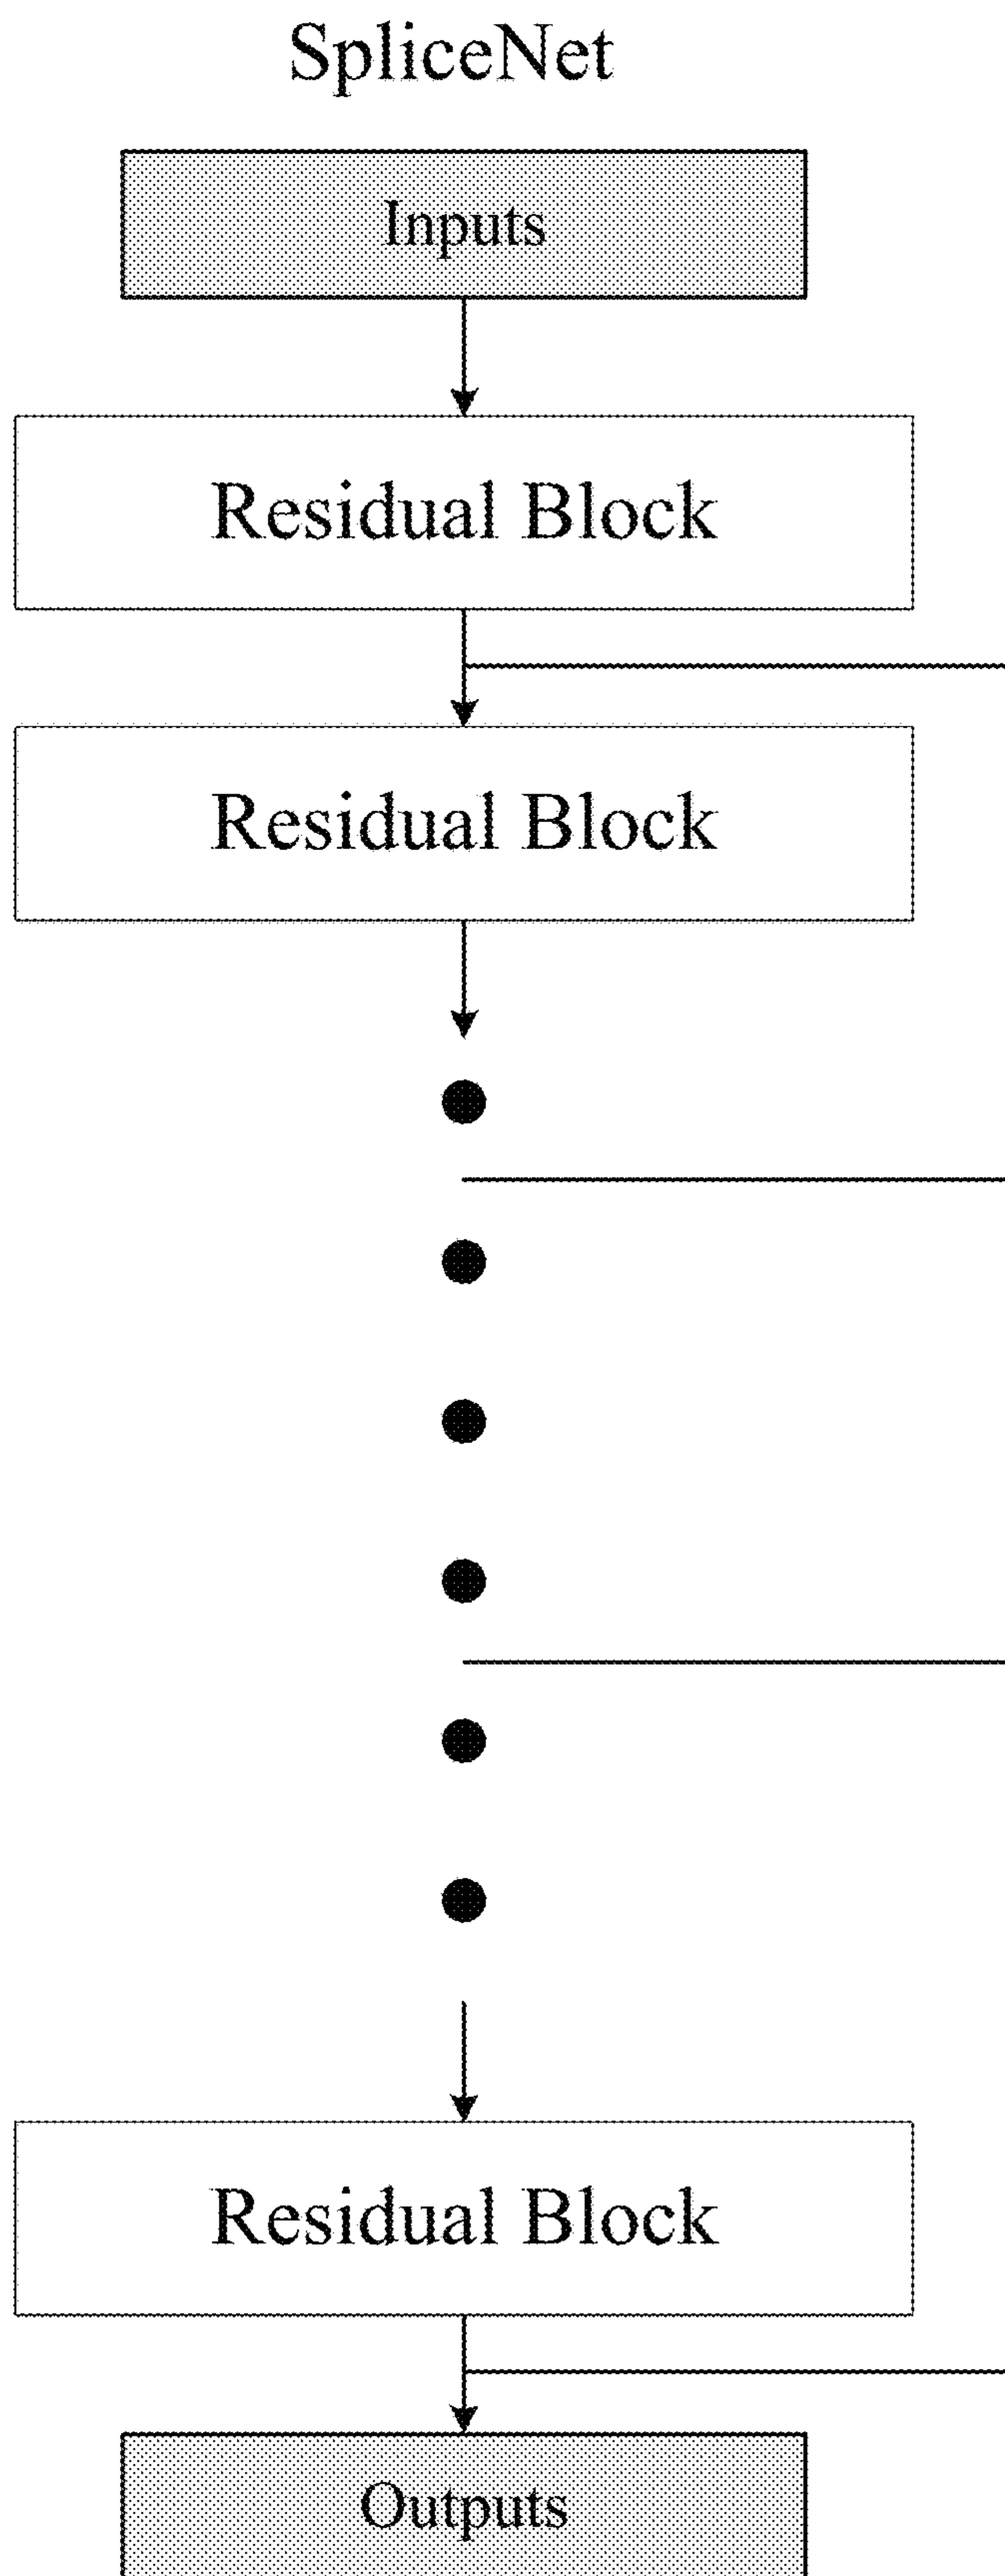 SpliceNet
Inputs
Residual Block
Residual Block
Residual Block
Outputs